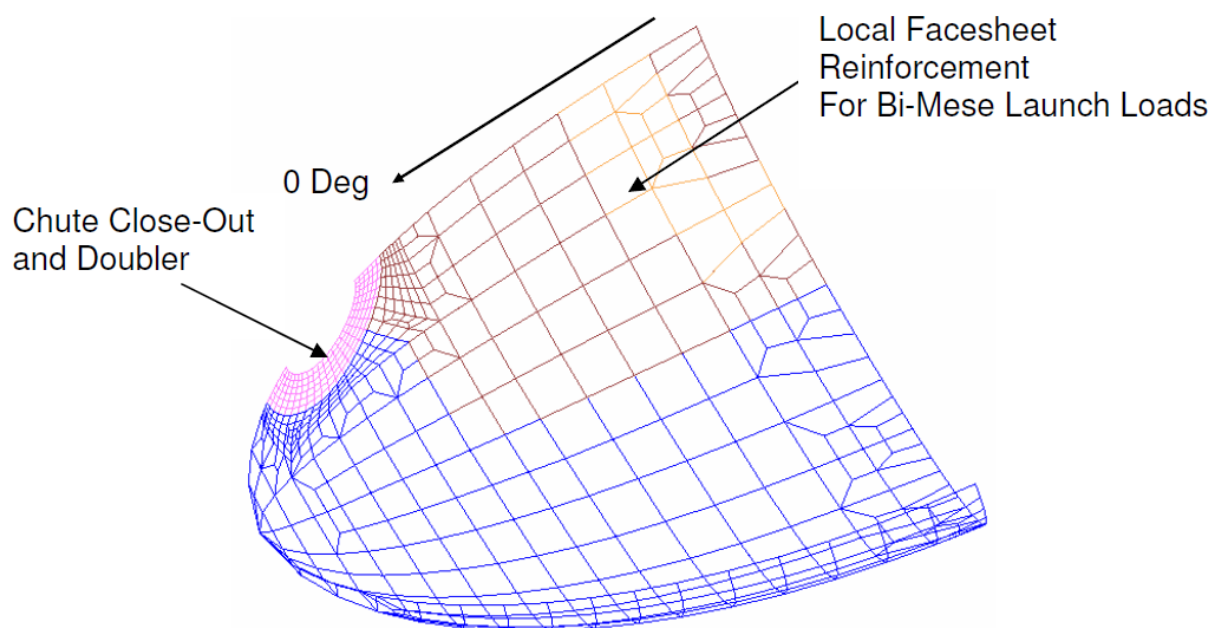 Local Facesheet
Reinforcement
For Bi-Mese Launch Loads
0 Deg
Chute Close-Out
and Doubler